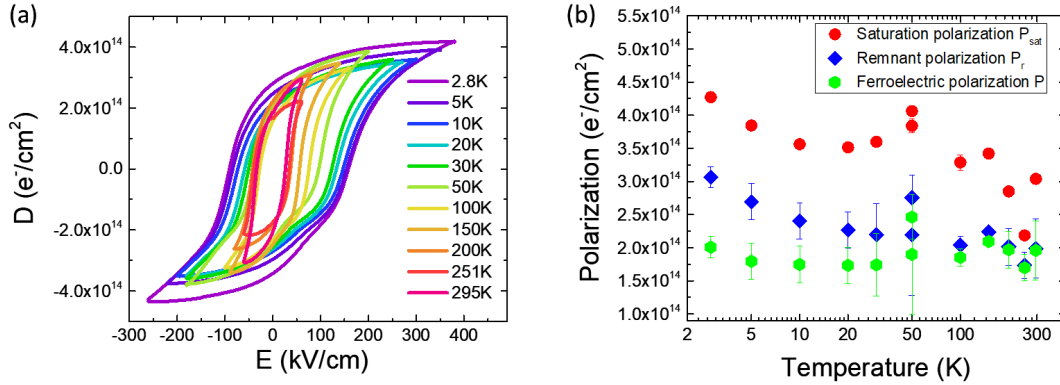 (a)
D (e⁻/cm²)
4.0x10¹⁴
2.0x10¹⁴
0.0
-2.0x10¹⁴
-4.0x10¹⁴
2.8K
5K
10K
20K
30K
50K
100K
150K
200K
251K
295K
-300 -200 -100 0 100 200 300 400
E (kV/cm)
(b)
Polarization (e⁻/cm²)
5.5x10¹⁴
5.0x10¹⁴
4.5x10¹⁴
4.0x10¹⁴
3.5x10¹⁴
3.0x10¹⁴
2.5x10¹⁴
2.0x10¹⁴
1.5x10¹⁴
1.0x10¹⁴
Saturation polarization P_sat
Remnant polarization P_r
Ferroelectric polarization P
2 5 10 20 50 100 300
Temperature (K)